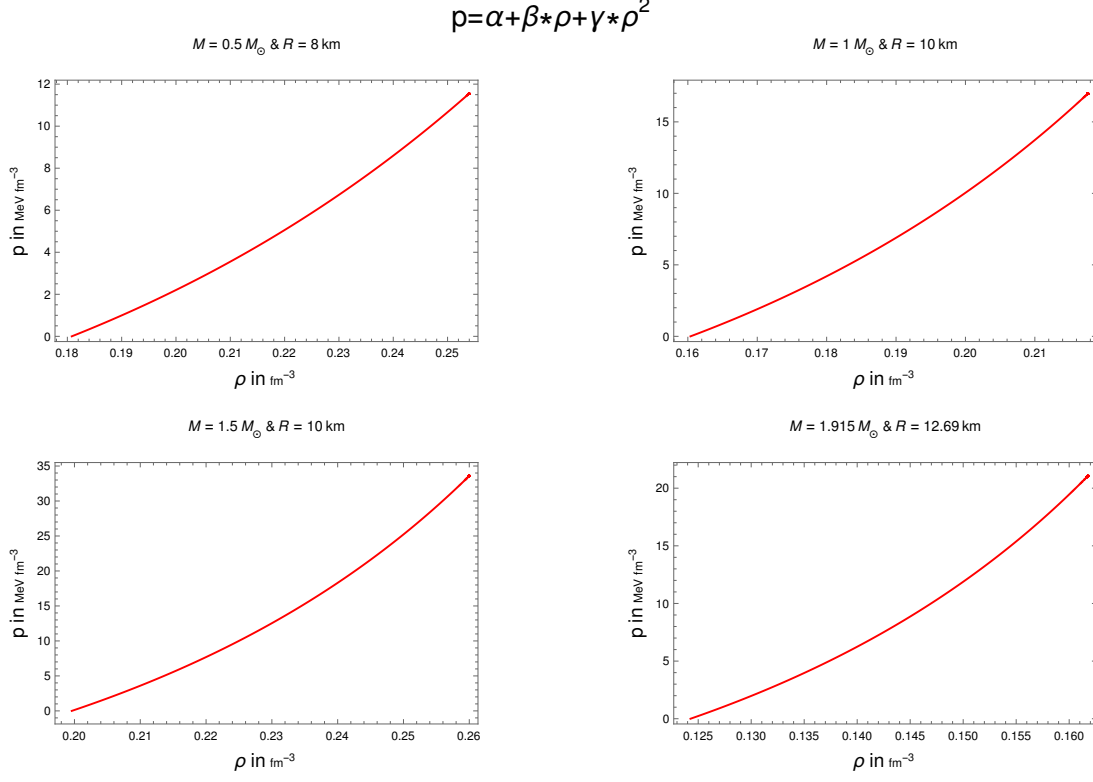 p=α+β*ρ+γ*ρ²
M = 0.5 M☉ & R = 8 km
12
10
8
6
4
2
0
p in MeV fm⁻³
0.18 0.19 0.20 0.21 0.22 0.23 0.24 0.25
ρ in fm⁻³
M = 1 M☉ & R = 10 km
15
10
5
0
p in MeV fm⁻³
0.16 0.17 0.18 0.19 0.20 0.21
ρ in fm⁻³
M = 1.5 M☉ & R = 10 km
35
30
25
20
15
10
5
0
p in MeV fm⁻³
0.20 0.21 0.22 0.23 0.24 0.25 0.26
ρ in fm⁻³
M = 1.915 M☉ & R = 12.69 km
20
15
10
5
0
p in MeV fm⁻³
0.125 0.130 0.135 0.140 0.145 0.150 0.155 0.160
ρ in fm⁻³